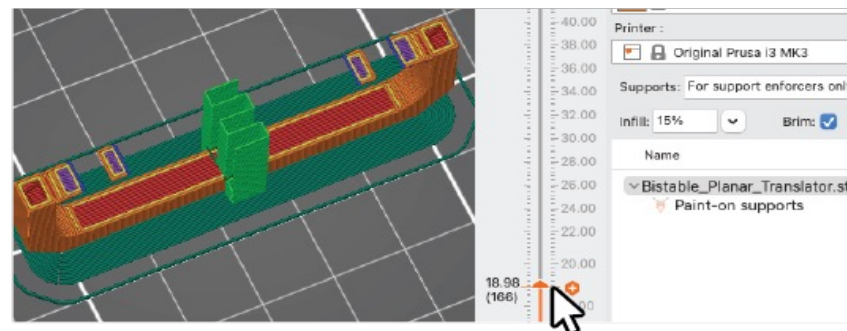 40.00
38.00
36.00
34.00
32.00
30.00
28.00
26.00
24.00
22.00
20.00
18.98
(166)
Printer :
Original Prusa i3 MK3
Supports: For support enforcers onl
Infill: 15% Brim:
Name
Bistable_Planar_Translator.st
Paint-on supports